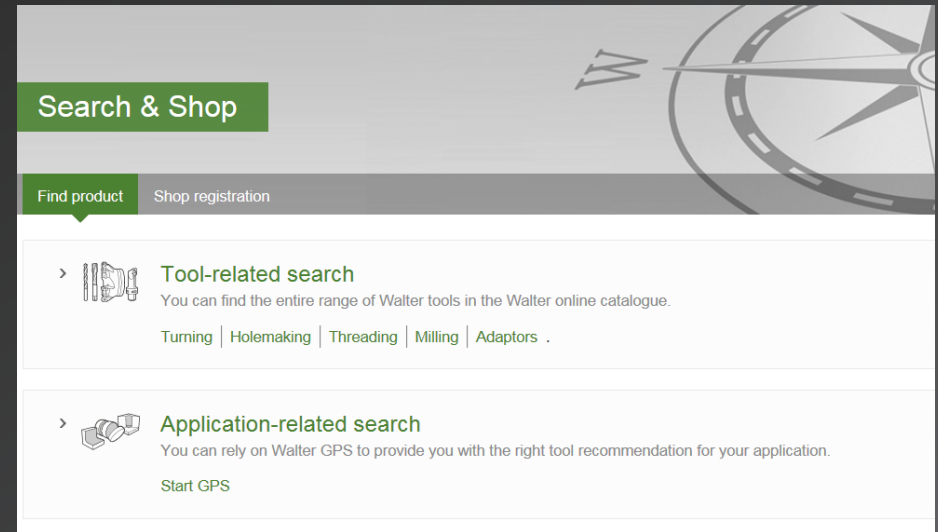 W
Search & Shop
Find product Shop registration
Tool-related search
You can find the entire range of Walter tools in the Walter online catalogue.
Turning | Holemaking | Threading | Milling | Adaptors .
Application-related search
You can rely on Walter GPS to provide you with the right tool recommendation for your application.
Start GPS